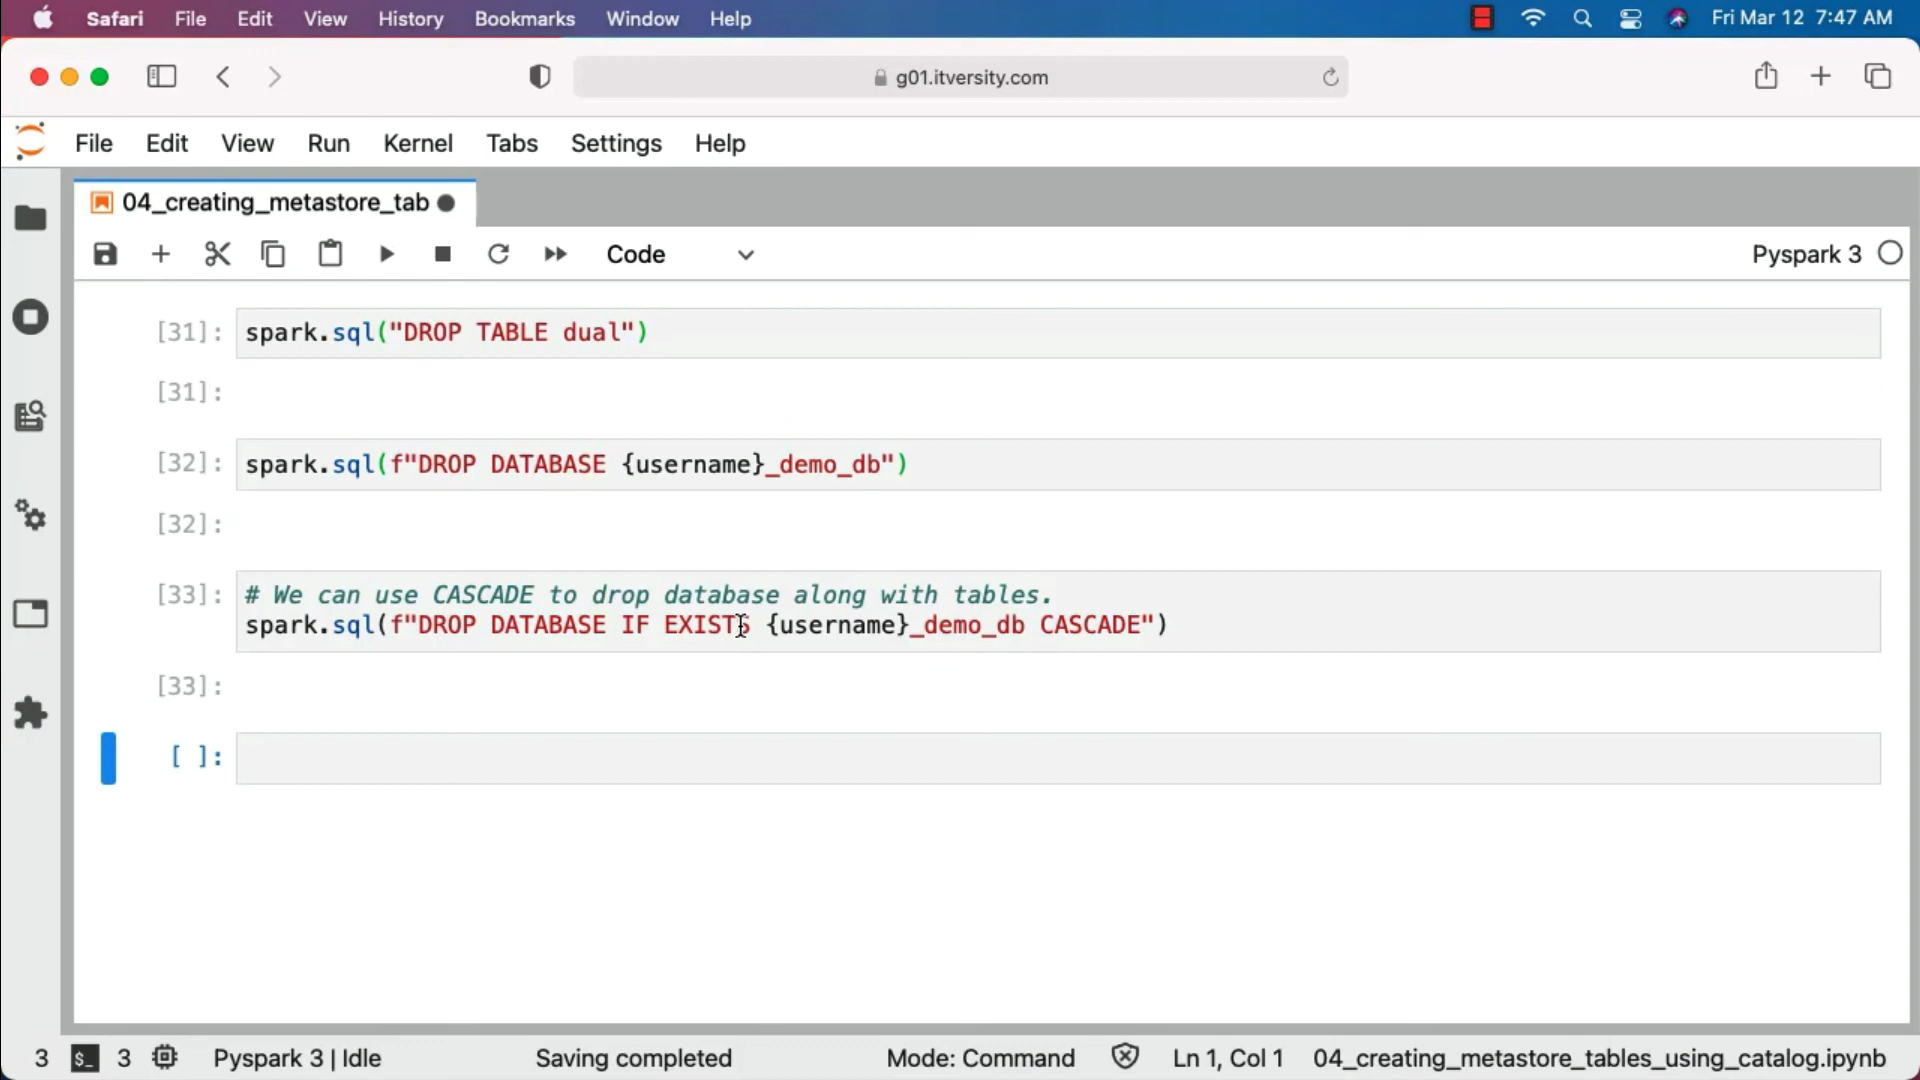 Safari File Edit View History Bookmarks Window Help Fri Mar 12 7:47 AM
g01.itversity.com
File Edit View Run Kernel Tabs Settings Help
04_creating_metastore_tab
Code Pyspark 3
[31]: spark.sql("DROP TABLE dual")
[31]:
[32]: spark.sql(f"DROP DATABASE {username}_demo_db")
[32]:
[33]: # We can use CASCADE to drop database along with tables.
spark.sql(f"DROP DATABASE IF EXISTS {username}_demo_db CASCADE")
[33]:
[ ]:
3 $_ 3 Pyspark 3 | Idle Saving completed Mode: Command Ln 1, Col 1 04_creating_metastore_tables_using_catalog.ipynb